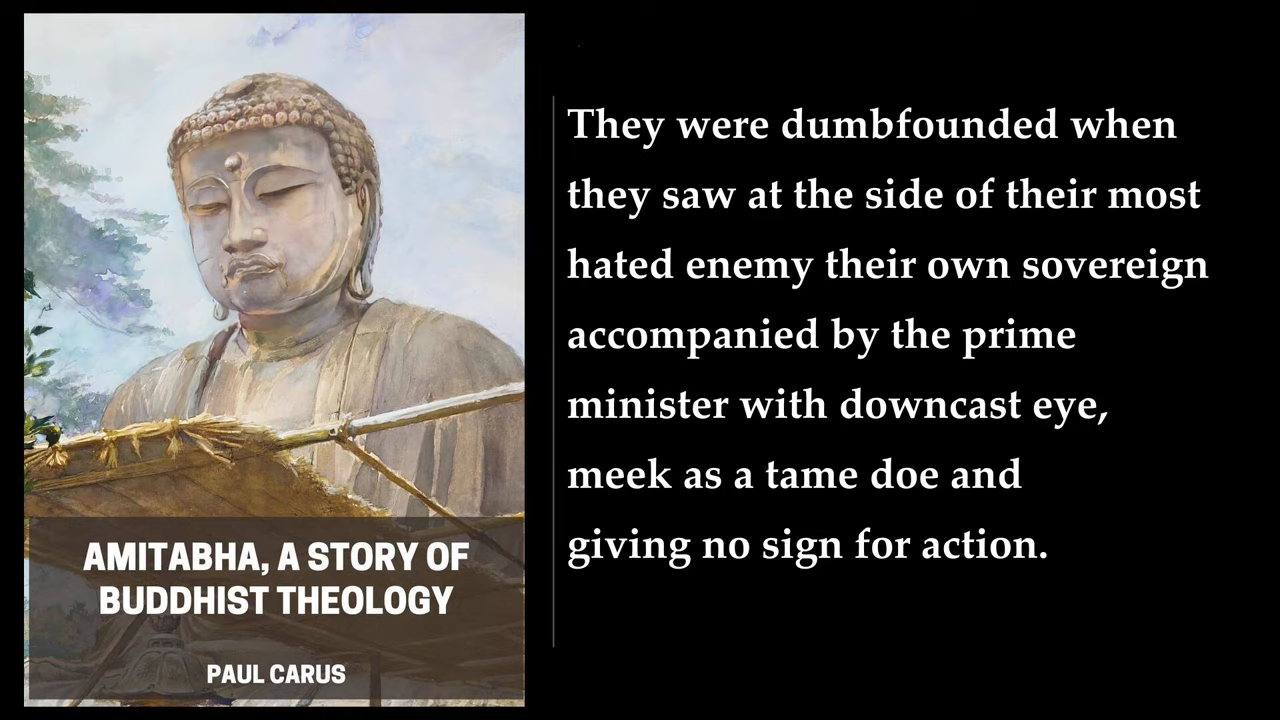 AMITABHA, A STORY OF
BUDDHIST THEOLOGY
PAUL CARUS
They were dumbfounded when
they saw at the side of their most
hated enemy their own sovereign
accompanied by the prime
minister with downcast eye,
meek as a tame doe and
giving no sign for action.